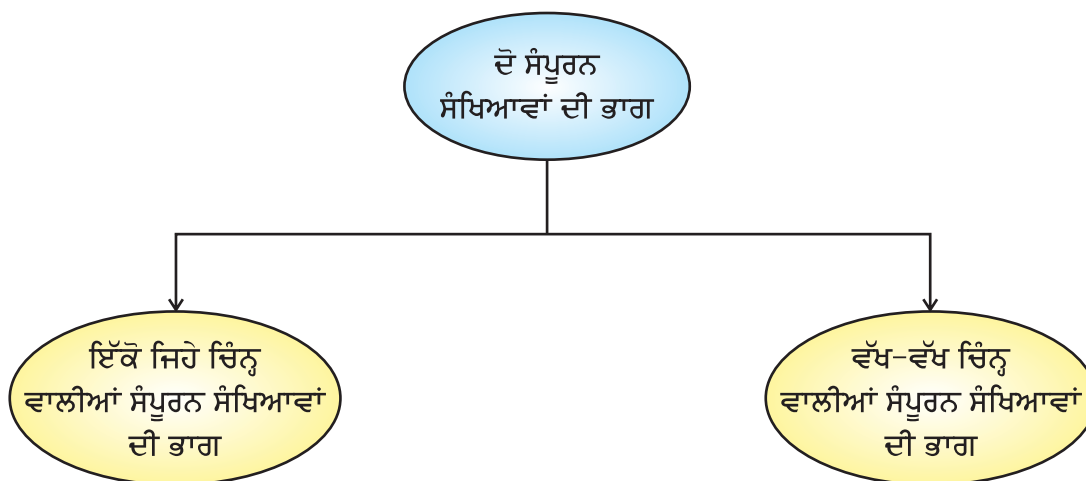 ਦੋ ਸੰਪੂਰਨ
ਸੰਖਿਆਵਾਂ ਦੀ ਭਾਗ
ਇੱਕੋ ਜਿਹੇ ਚਿੰਨ੍ਹ
ਵਾਲੀਆਂ ਸੰਪੂਰਨ ਸੰਖਿਆਵਾਂ
ਦੀ ਭਾਗ
ਵੱਖ-ਵੱਖ ਚਿੰਨ੍ਹ
ਵਾਲੀਆਂ ਸੰਪੂਰਨ ਸੰਖਿਆਵਾਂ
ਦੀ ਭਾਗ